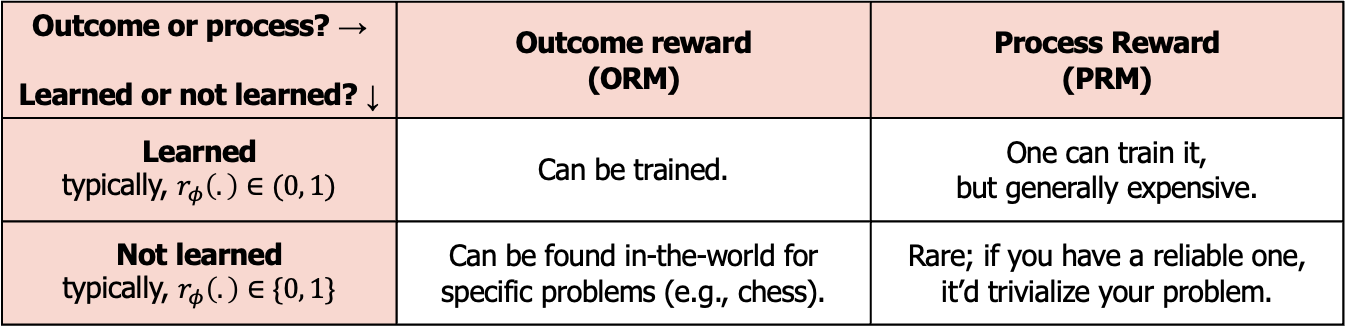 Outcome or process? →
Learned or not learned? ↓
Outcome reward
(ORM)
Process Reward
(PRM)
Learned
typically, 𝑟𝜙(.) ∈ (0, 1)
Can be trained.
One can train it,
but generally expensive.
Not learned
typically, 𝑟𝜙(.) ∈ {0, 1}
Can be found in-the-world for
specific problems (e.g., chess).
Rare; if you have a reliable one,
it’d trivialize your problem.